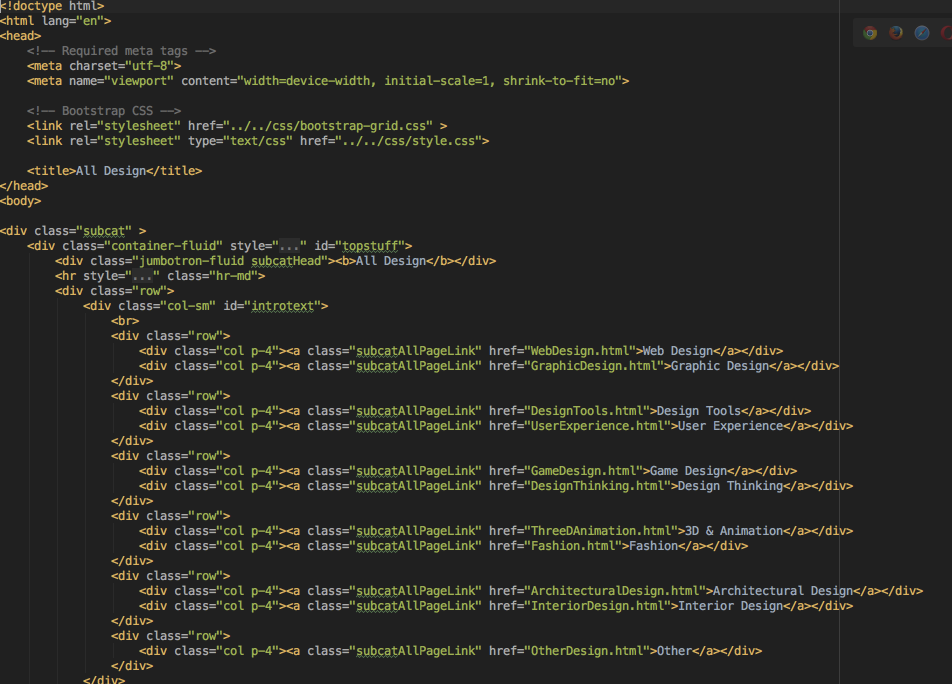 <!doctype html>
<html lang="en">
<head>
    <!-- Required meta tags -->
    <meta charset="utf-8">
    <meta name="viewport" content="width=device-width, initial-scale=1, shrink-to-fit=no">

    <!-- Bootstrap CSS -->
    <link rel="stylesheet" href="../../css/bootstrap-grid.css" >
    <link rel="stylesheet" type="text/css" href="../../css/style.css">

    <title>All Design</title>
</head>
<body>

<div class="subcat" >
    <div class="container-fluid" style="..." id="topstuff">
        <div class="jumbotron-fluid subcatHead"><b>All Design</b></div>
        <hr style="..." class="hr-md">
        <div class="row">
            <div class="col-sm" id="introtext">
                <br>
                <div class="row">
                    <div class="col p-4"><a class="subcatAllPageLink" href="WebDesign.html">Web Design</a></div>
                    <div class="col p-4"><a class="subcatAllPageLink" href="GraphicDesign.html">Graphic Design</a></div>
                </div>
                <div class="row">
                    <div class="col p-4"><a class="subcatAllPageLink" href="DesignTools.html">Design Tools</a></div>
                    <div class="col p-4"><a class="subcatAllPageLink" href="UserExperience.html">User Experience</a></div>
                </div>
                <div class="row">
                    <div class="col p-4"><a class="subcatAllPageLink" href="GameDesign.html">Game Design</a></div>
                    <div class="col p-4"><a class="subcatAllPageLink" href="DesignThinking.html">Design Thinking</a></div>
                </div>
                <div class="row">
                    <div class="col p-4"><a class="subcatAllPageLink" href="ThreeDAnimation.html">3D & Animation</a></div>
                    <div class="col p-4"><a class="subcatAllPageLink" href="Fashion.html">Fashion</a></div>
                </div>
                <div class="row">
                    <div class="col p-4"><a class="subcatAllPageLink" href="ArchitecturalDesign.html">Architectural Design</a></div>
                    <div class="col p-4"><a class="subcatAllPageLink" href="InteriorDesign.html">Interior Design</a></div>
                </div>
                <div class="row">
                    <div class="col p-4"><a class="subcatAllPageLink" href="OtherDesign.html">Other</a></div>
                </div>
            </div>